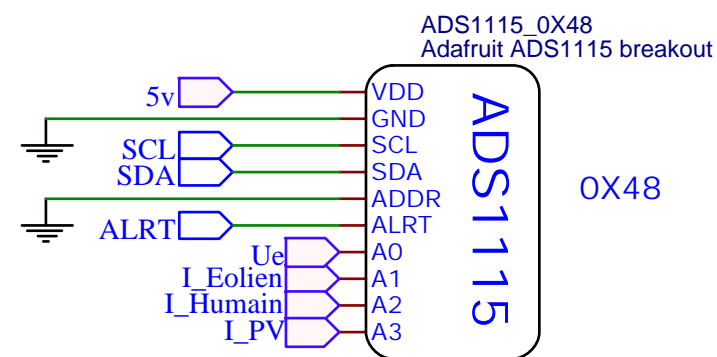 ADS1115_0X48
Adafruit ADS1115 breakout
5v VDD
GND
SCL SCL
SDA SDA
ADDR
ALRT ALRT
Ue A0
I_Eolien A1
I_Humain A2
I_PV A3
ADS1115
0X48